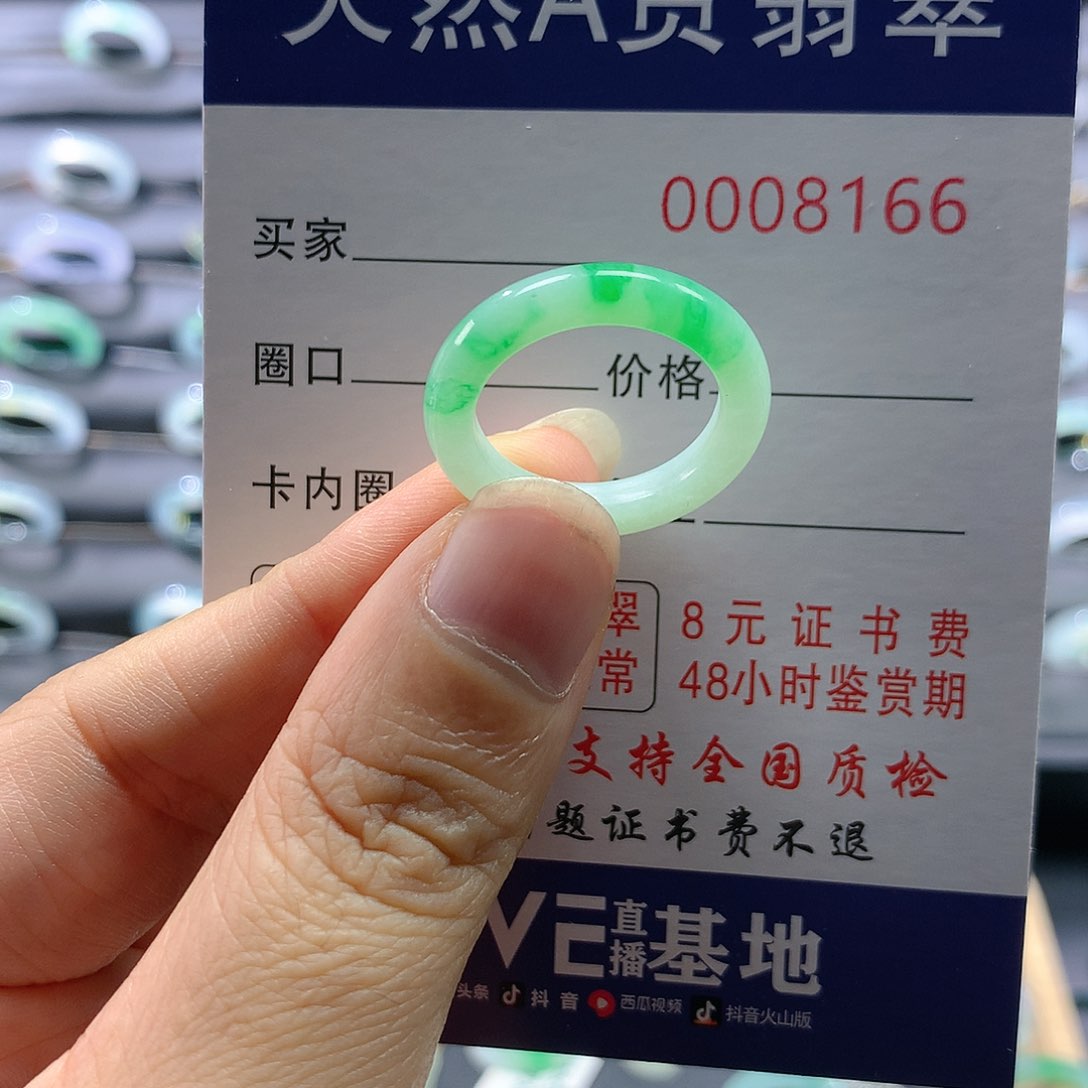 天然A货翡翠
0008166
买家
圈口 价格
卡内圈
翠 8元证书费
常 48小时鉴赏期
支持全国质检
题证书费不退
VE直播基地
头条 抖音 西瓜视频 抖音火山版